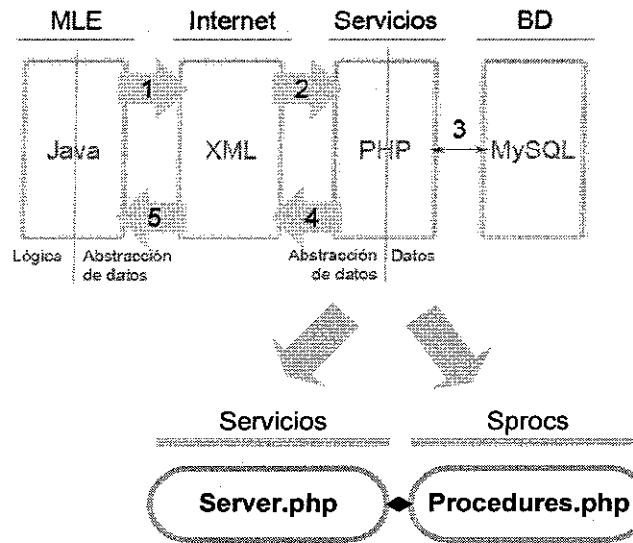 MLE Internet Servicios BD
1 2
Java XML PHP 3 MySQL
5 4
Lógica Abstracción de datos Abstracción de datos Datos
Servicios Sprocs
Server.php Procedures.php